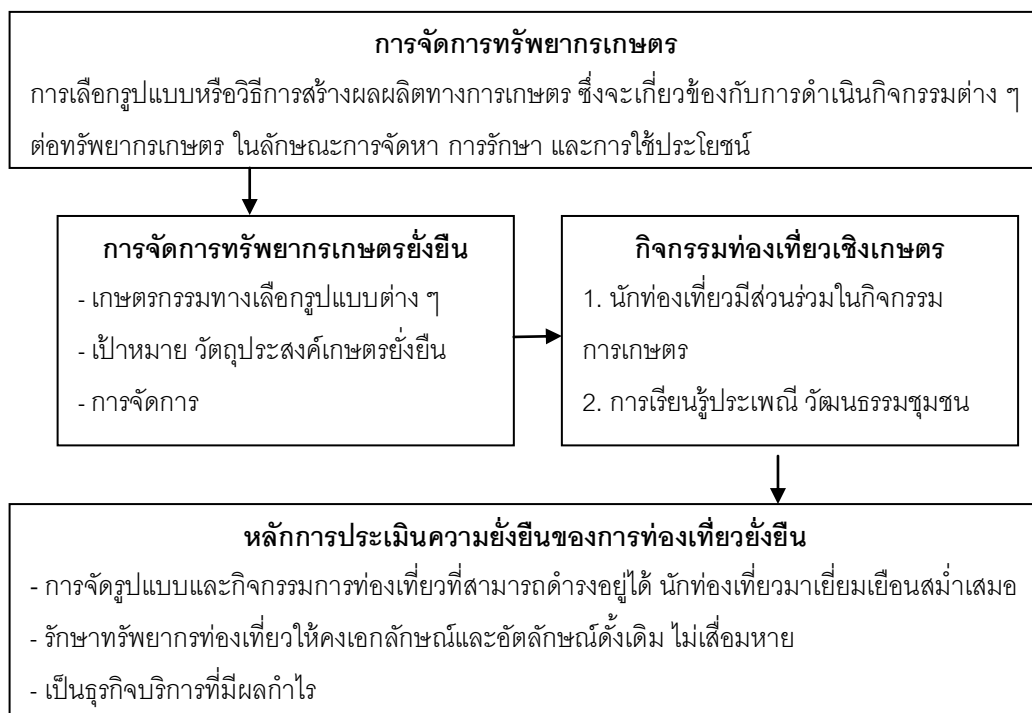 การจัดการทรัพยากรเกษตร
การเลือกรูปแบบหรือวิธีการสร้างผลผลิตทางการเกษตร ซึ่งจะเกี่ยวข้องกับการดำเนินกิจกรรมต่าง ๆ
ต่อทรัพยากรเกษตร ในลักษณะการจัดหา การรักษา และการใช้ประโยชน์
การจัดการทรัพยากรเกษตรยั่งยืน
- เกษตรกรรมทางเลือกรูปแบบต่าง ๆ
- เป้าหมาย วัตถุประสงค์เกษตรยั่งยืน
- การจัดการ
กิจกรรมท่องเที่ยวเชิงเกษตร
1. นักท่องเที่ยวมีส่วนร่วมในกิจกรรม
การเกษตร
2. การเรียนรู้ประเพณี วัฒนธรรมชุมชน
หลักการประเมินความยั่งยืนของการท่องเที่ยวยั่งยืน
- การจัดรูปแบบและกิจกรรมการท่องเที่ยวที่สามารถดำรงอยู่ได้ นักท่องเที่ยวมาเยี่ยมเยือนสม่ำเสมอ
- รักษาทรัพยากรท่องเที่ยวให้คงเอกลักษณ์และอัตลักษณ์ดั้งเดิม ไม่เสื่อมหาย
- เป็นธุรกิจบริการที่มีผลกำไร